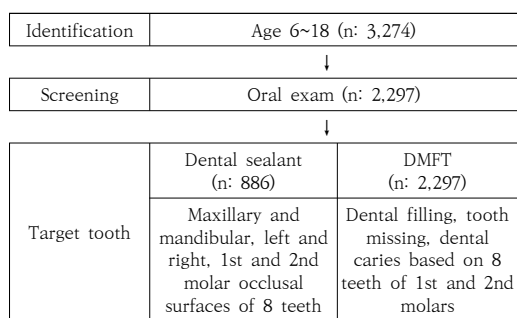 Identification
Age 6~18 (n: 3,274)
↓
Screening
Oral exam (n: 2,297)
↓
Target tooth
Dental sealant
(n: 886)
Maxillary and
mandibular, left and
right, 1st and 2nd
molar occlusal
surfaces of 8 teeth
DMFT
(n: 2,297)
Dental filling, tooth
missing, dental
caries based on 8
teeth of 1st and 2nd
molars